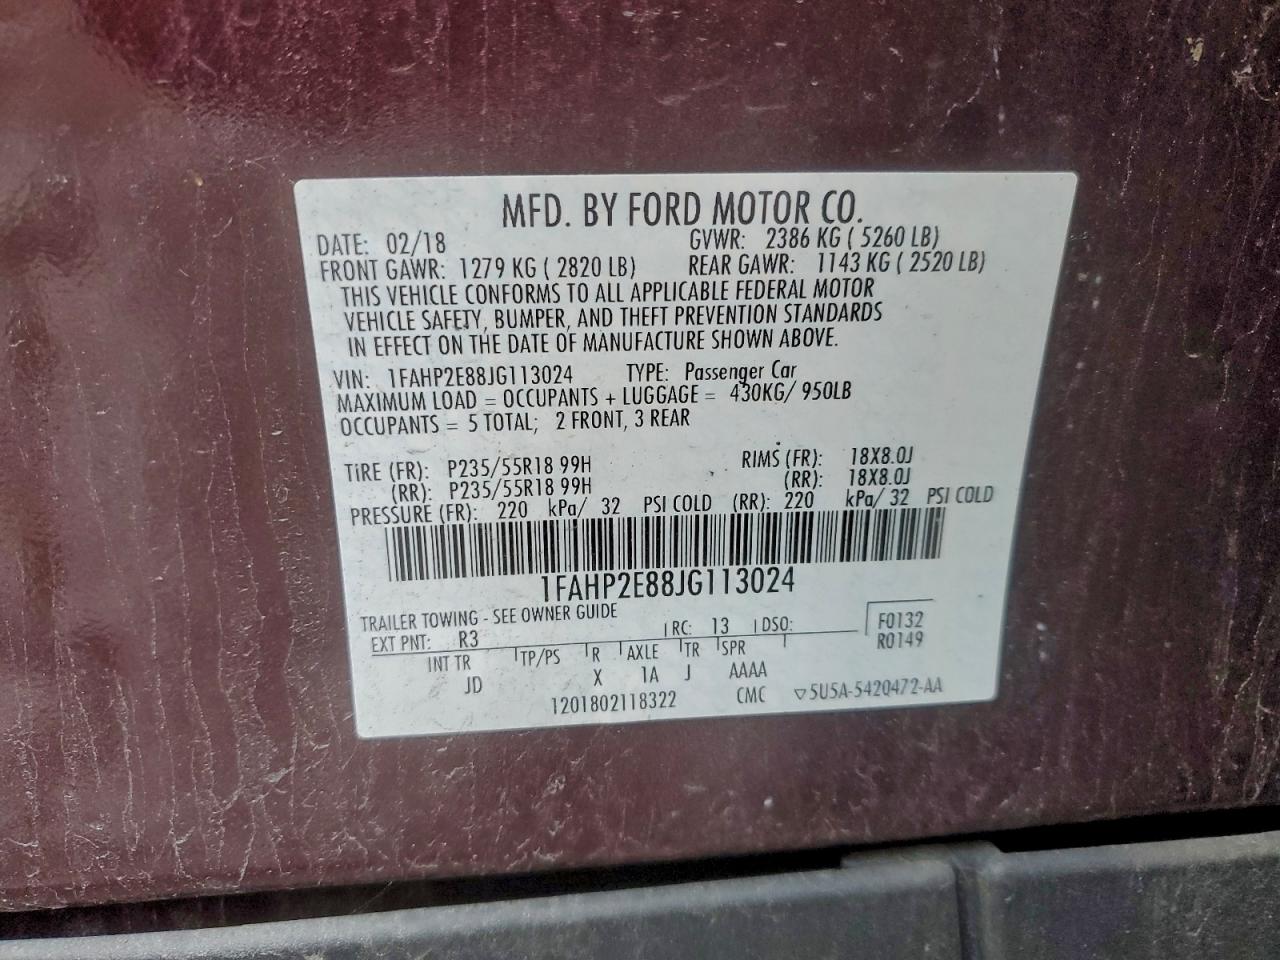 MFD. BY FORD MOTOR CO.
DATE: 02/18 GVWR: 2386 KG ( 5260 LB)
FRONT GAWR: 1279 KG ( 2820 LB) REAR GAWR: 1143 KG ( 2520 LB)
THIS VEHICLE CONFORMS TO ALL APPLICABLE FEDERAL MOTOR
VEHICLE SAFETY, BUMPER, AND THEFT PREVENTION STANDARDS
IN EFFECT ON THE DATE OF MANUFACTURE SHOWN ABOVE.
VIN: 1FAHP2E88JG113024 TYPE: Passenger Car
MAXIMUM LOAD = OCCUPANTS + LUGGAGE = 430KG/ 950LB
OCCUPANTS = 5 TOTAL; 2 FRONT, 3 REAR
TIRE (FR): P235/55R18 99H RIMS (FR): 18X8.0J
(RR): P235/55R18 99H (RR): 18X8.0J
PRESSURE (FR): 220 kPa/ 32 PSI COLD (RR): 220 kPa/ 32 PSI COLD
1FAHP2E88JG113024
TRAILER TOWING - SEE OWNER GUIDE
EXT PNT: R3 RC: 13 DSO: F0132
R0149
INT TR TP/PS R AXLE TR SPR
JD X 1A J AAAA
1201802118322 CMC ▽5U5A-5420472-AA